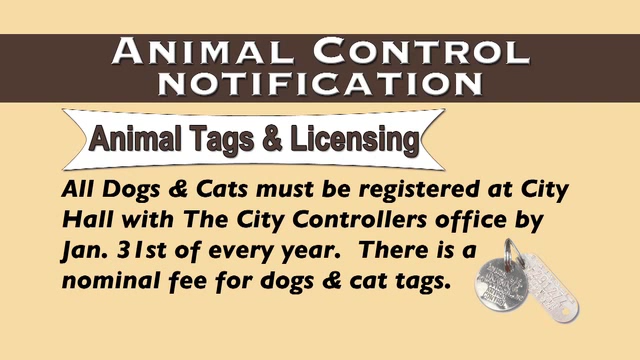 Animal Control
notification
Animal Tags & Licensing
All Dogs & Cats must be registered at City
Hall with The City Controllers office by
Jan. 31st of every year. There is a
nominal fee for dogs & cat tags.